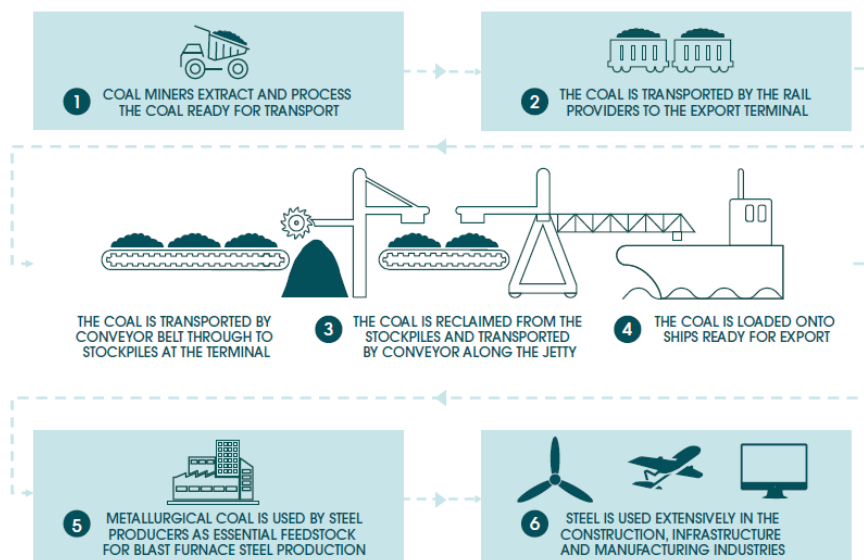 1
COAL MINERS EXTRACT AND PROCESS
THE COAL READY FOR TRANSPORT
2
THE COAL IS TRANSPORTED BY THE RAIL
PROVIDERS TO THE EXPORT TERMINAL
THE COAL IS TRANSPORTED BY
CONVEYOR BELT THROUGH TO
STOCKPILES AT THE TERMINAL
3
THE COAL IS RECLAIMED FROM THE
STOCKPILES AND TRANSPORTED
BY CONVEYOR ALONG THE JETTY
4
THE COAL IS LOADED ONTO
SHIPS READY FOR EXPORT
5
METALLURGICAL COAL IS USED BY STEEL
PRODUCERS AS ESSENTIAL FEEDSTOCK
FOR BLAST FURNACE STEEL PRODUCTION
6
STEEL IS USED EXTENSIVELY IN THE
CONSTRUCTION, INFRASTRUCTURE
AND MANUFACTURING INDUSTRIES